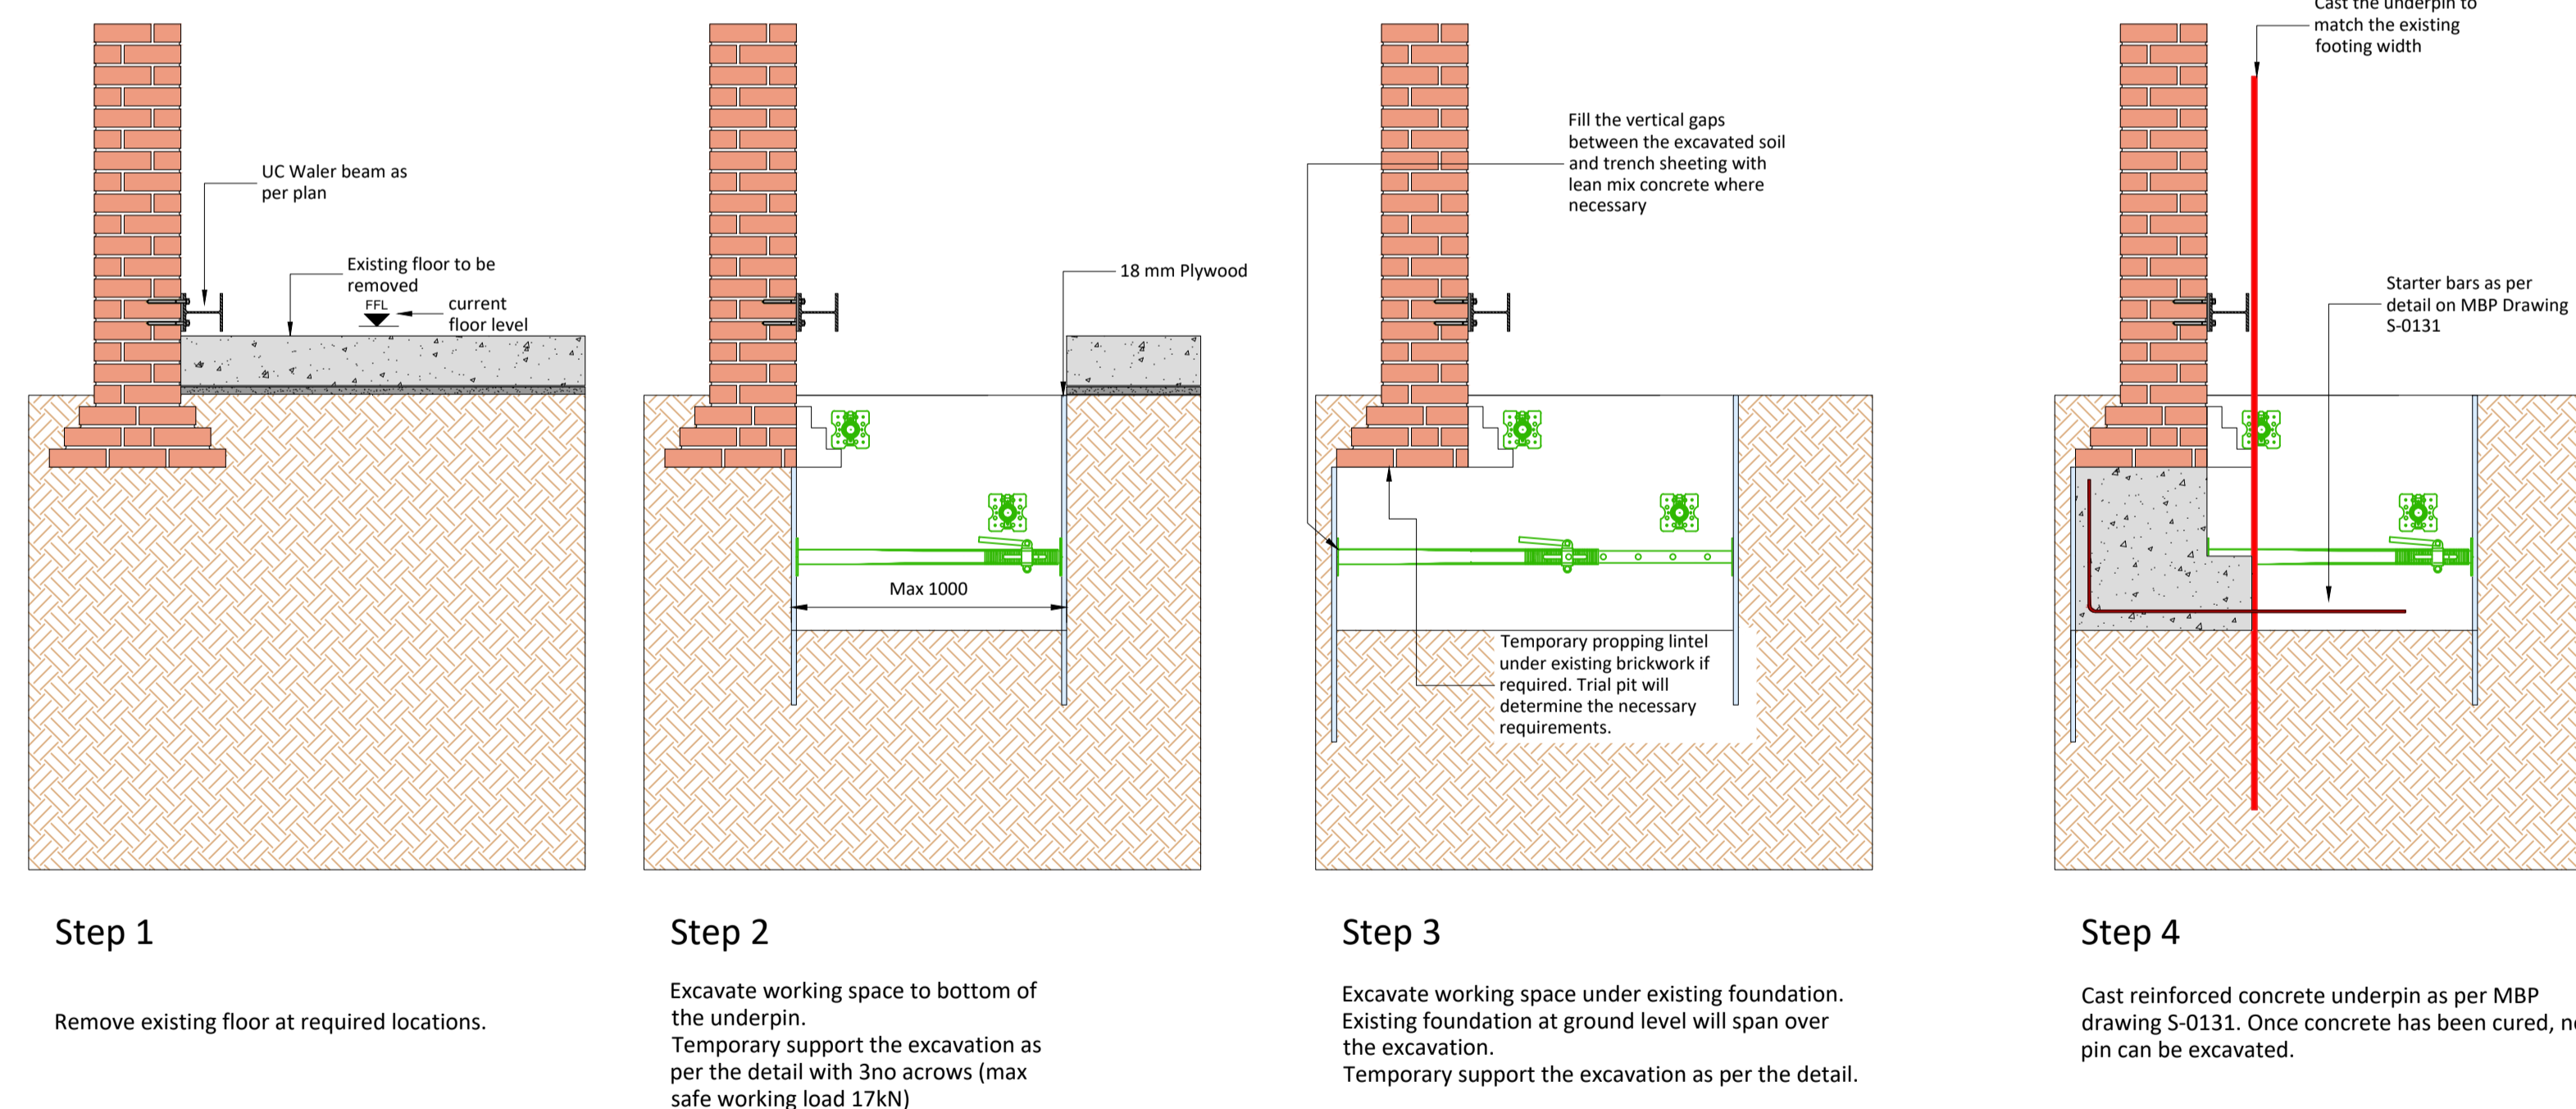 UC Waler beam as
per plan
Existing floor to be
removed
FFL
current
floor level
Step 1
Remove existing floor at required locations.
18 mm Plywood
Max 1000
Step 2
Excavate working space to bottom of
the underpin.
Temporary support the excavation as
per the detail with 3no acrows (max
safe working load 17kN)
Fill the vertical gaps
between the excavated soil
and trench sheeting with
lean mix concrete where
necessary
Temporary propping lintel
under existing brickwork if
required. Trial pit will
determine the necessary
requirements.
Step 3
Excavate working space under existing foundation.
Existing foundation at ground level will span over
the excavation.
Temporary support the excavation as per the detail.
Cast the underpin to
match the existing
footing width
Starter bars as per
detail on MBP Drawing
S-0131
Step 4
Cast reinforced concrete underpin as per MBP
drawing S-0131. Once concrete has been cured,
pin can be excavated.